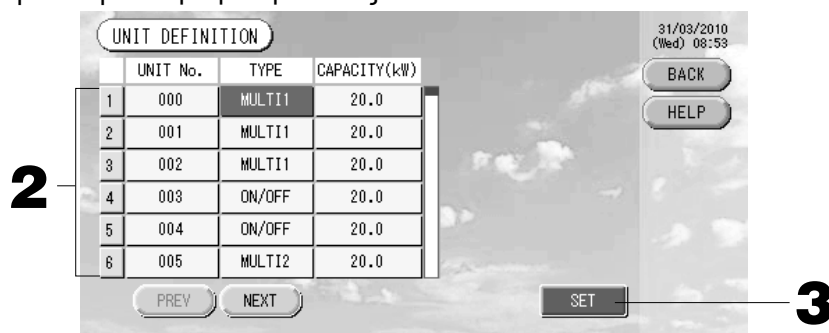 UNIT DEFINITION
31/03/2010
(Wed) 08:53
UNIT No. TYPE CAPACITY(kW)
BACK
1 000 MULTI1 20.0
HELP
2 001 MULTI1 20.0
3 002 MULTI1 20.0
2
4 003 ON/OFF 20.0
5 004 ON/OFF 20.0
6 005 MULTI2 20.0
PREV NEXT SET 3